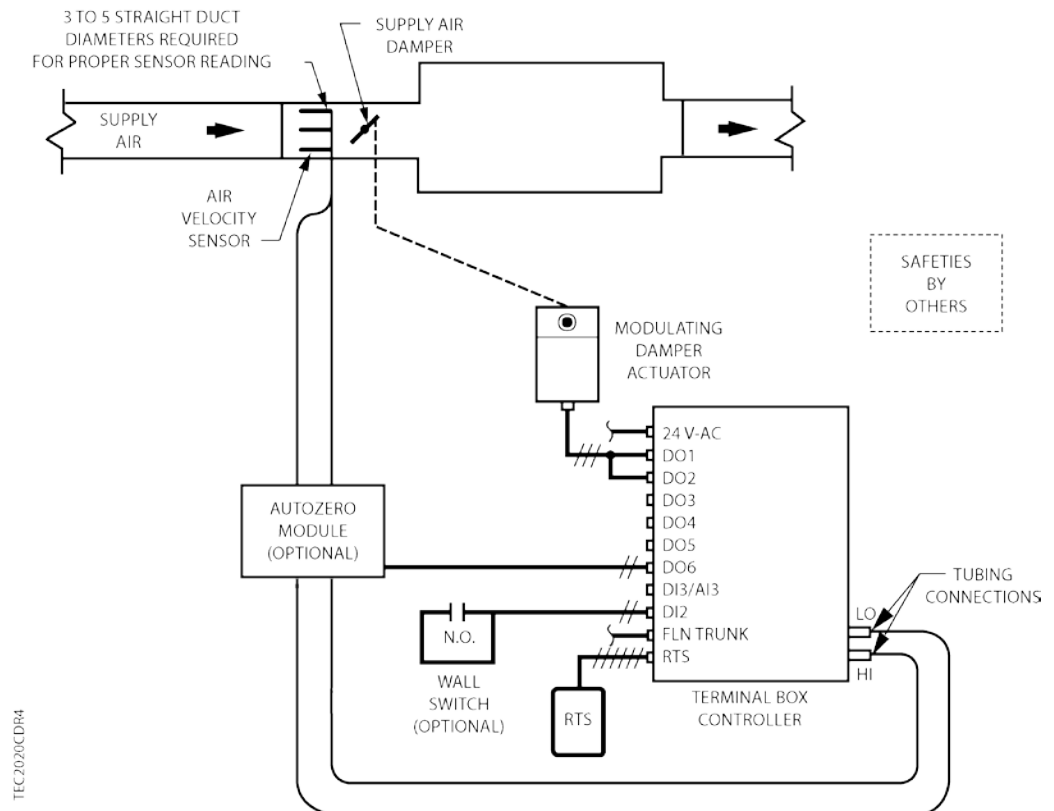 3 TO 5 STRAIGHT DUCT
DIAMETERS REQUIRED
FOR PROPER SENSOR READING
SUPPLY AIR
DAMPER
SUPPLY
AIR
AIR
VELOCITY
SENSOR
SAFETIES
BY
OTHERS
MODULATING
DAMPER
ACTUATOR
24 V-AC
DO1
DO2
DO3
DO4
DO5
DO6
DI3/AI3
DI2
FLN TRUNK
RTS
AUTOZERO
MODULE
(OPTIONAL)
N.O.
WALL
SWITCH
(OPTIONAL)
RTS
LO
HI
TUBING
CONNECTIONS
TERMINAL BOX
CONTROLLER
TEC2020CDR4